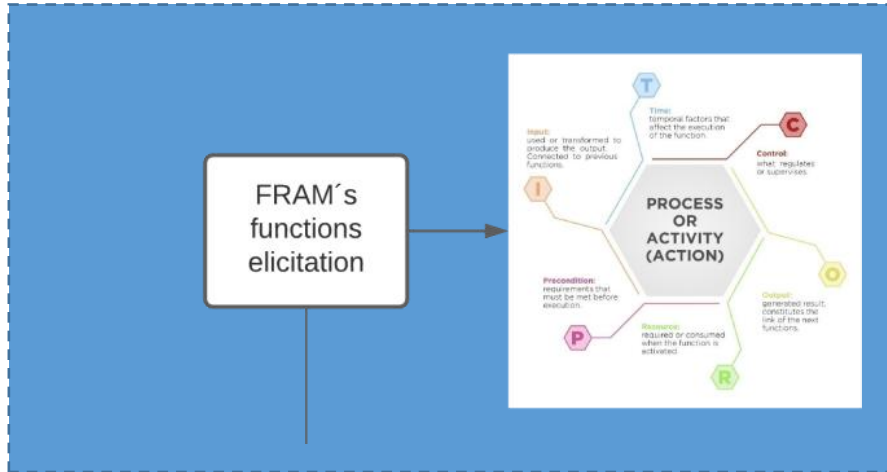 FRAM´s
functions
elicitation
T
Time:
temporal factors that
affect the execution
of the function.
C
Control:
what regulates
or supervises.
Input:
used or transformed to
produce the output.
Connected to previous
functions.
I
PROCESS
OR
ACTIVITY
(ACTION)
O
Output:
generated result,
constitutes the
link of the next
functions.
Precondition:
requirements that
must be met before
execution.
P
Resource:
required or consumed
when the function is
activated.
R